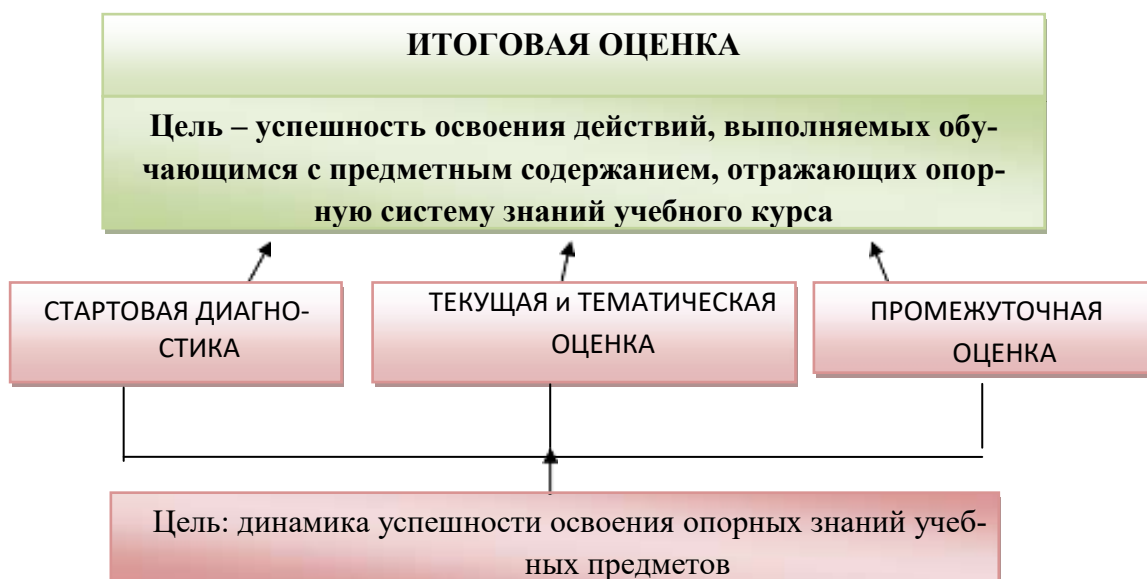 ИТОГОВАЯ ОЦЕНКА
Цель – успешность освоения действий, выполняемых обу-
чающимся с предметным содержанием, отражающих опор-
ную систему знаний учебного курса
СТАРТОВАЯ ДИАГНО-
СТИКА
ТЕКУЩАЯ и ТЕМАТИЧЕСКАЯ
ОЦЕНКА
ПРОМЕЖУТОЧНАЯ
ОЦЕНКА
Цель: динамика успешности освоения опорных знаний учеб-
ных предметов